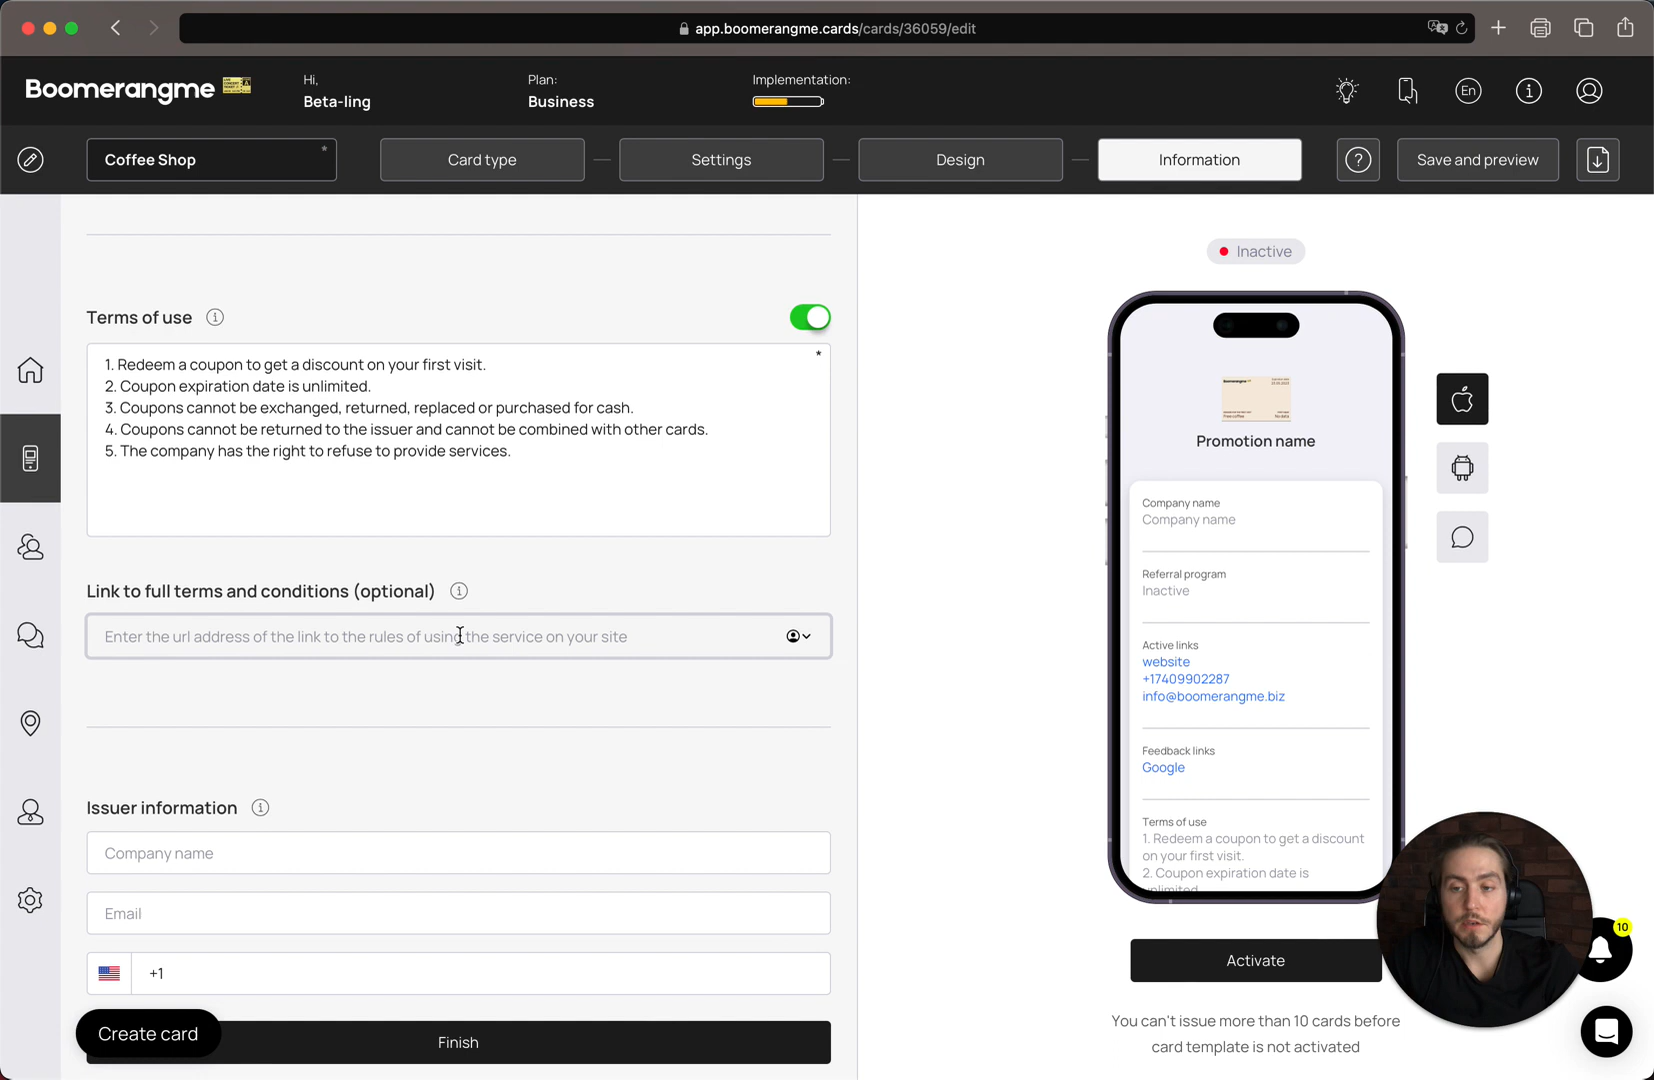 app.boomerangme.cards/cards/36059/edit
Boomerangme
Hi,
Beta-ling
Plan:
Business
Implementation:
En
Coffee Shop *
Card type
Settings
Design
Information
?
Save and preview
Terms of use
*
1. Redeem a coupon to get a discount on your first visit.
2. Coupon expiration date is unlimited.
3. Coupons cannot be exchanged, returned, replaced or purchased for cash.
4. Coupons cannot be returned to the issuer and cannot be combined with other cards.
5. The company has the right to refuse to provide services.
Link to full terms and conditions (optional)
Enter the url address of the link to the rules of using the service on your site
Issuer information
Company name
Email
+1
Create card
Finish
Inactive
Boomerangme
Free coffee
No data
Promotion name
Company name
Company name
Referral program
Inactive
Active links
website
+17409902287
info@boomerangme.biz
Feedback links
Google
Terms of use
1. Redeem a coupon to get a discount
on your first visit.
2. Coupon expiration date is
unlimited.
Activate
You can't issue more than 10 cards before
card template is not activated
10